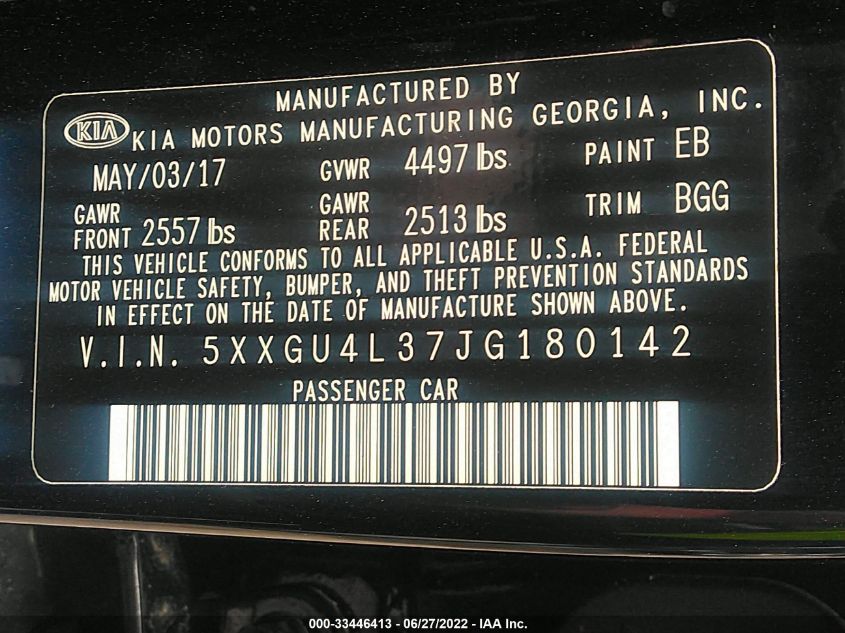 MANUFACTURED BY
KIA KIA MOTORS MANUFACTURING GEORGIA, INC.
MAY/03/17 GVWR 4497 lbs PAINT EB
GAWR FRONT 2557 lbs GAWR REAR 2513 lbs TRIM BGG
THIS VEHICLE CONFORMS TO ALL APPLICABLE U.S.A. FEDERAL
MOTOR VEHICLE SAFETY, BUMPER, AND THEFT PREVENTION STANDARDS
IN EFFECT ON THE DATE OF MANUFACTURE SHOWN ABOVE.
V.I.N. 5XXGU4L37JG180142
PASSENGER CAR
000-33446413 - 06/27/2022 - IAA Inc.